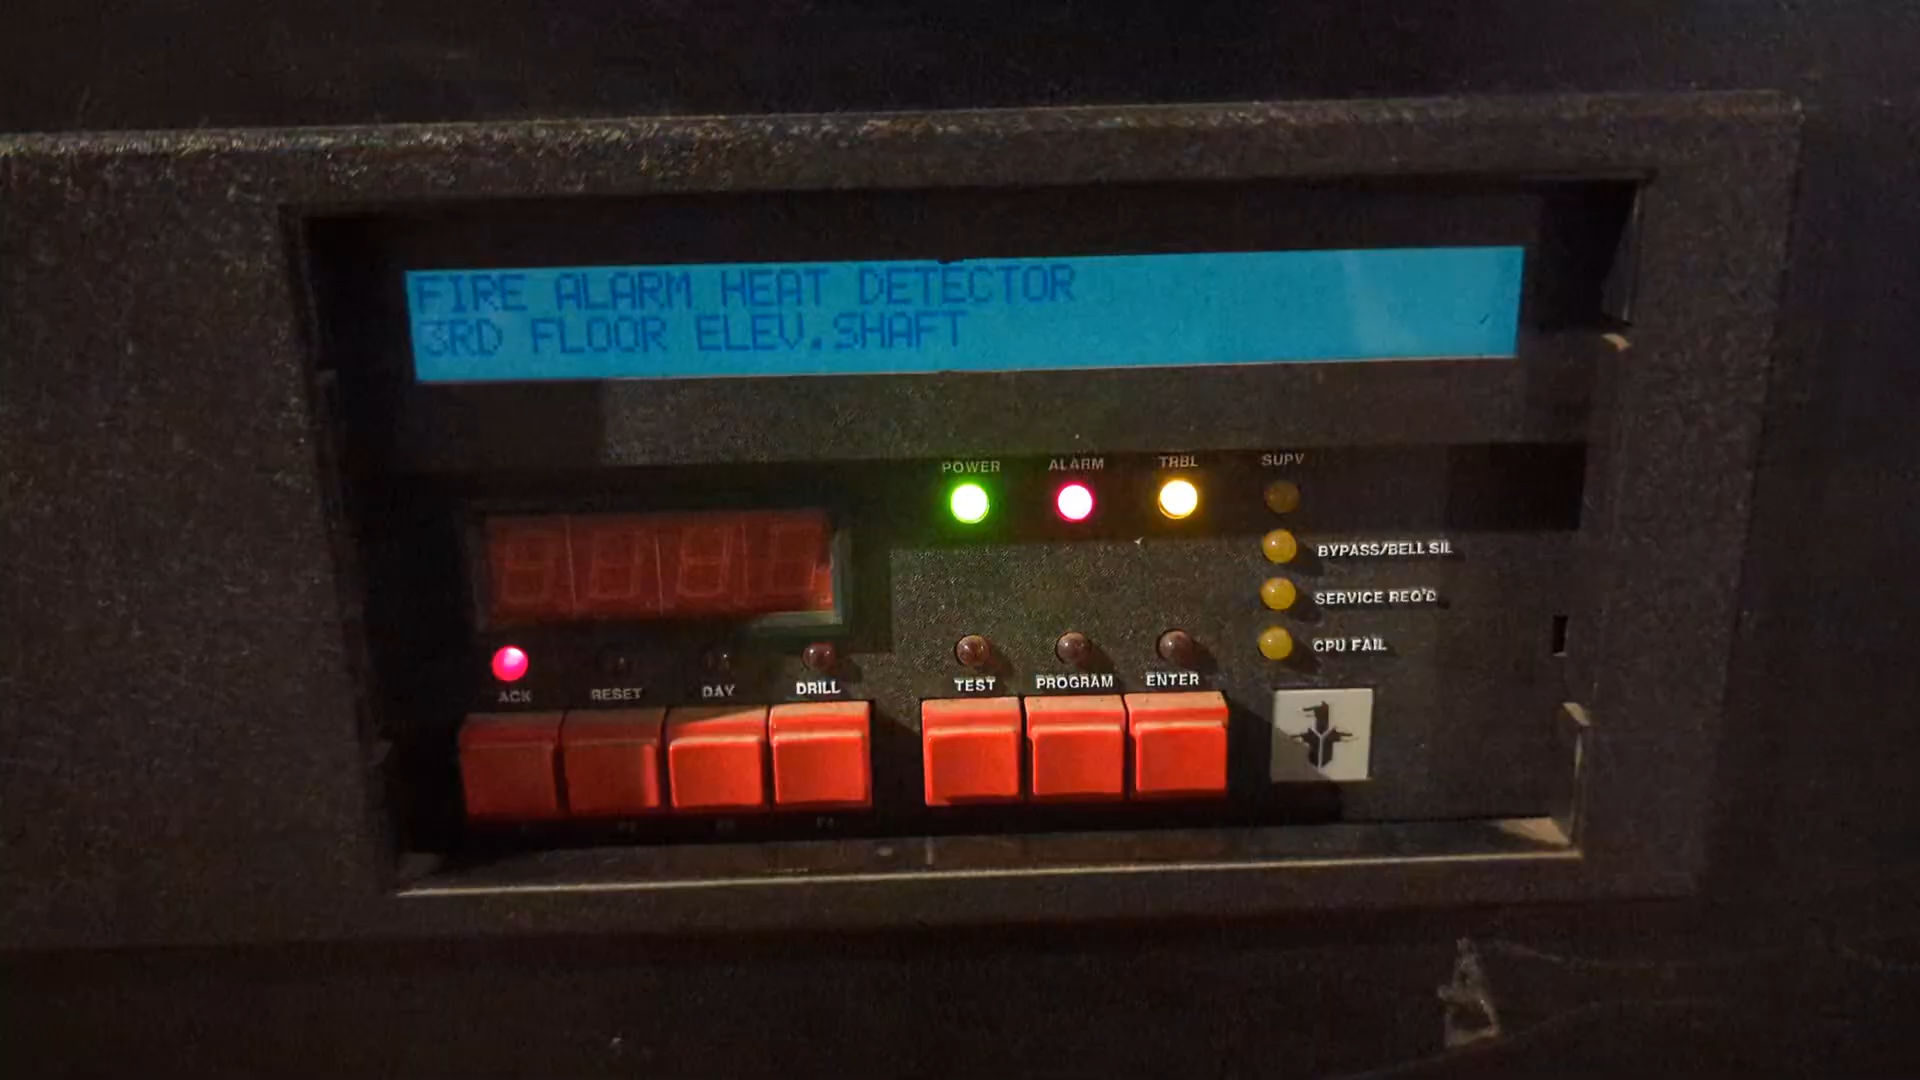 FIRE ALARM HEAT DETECTOR
3RD FLOOR ELEV.SHAFT
POWER ALARM TRBL SUPV
BYPASS/BELL SIL
SERVICE REQ'D
CPU FAIL
ACK RESET DAY DRILL TEST PROGRAM ENTER